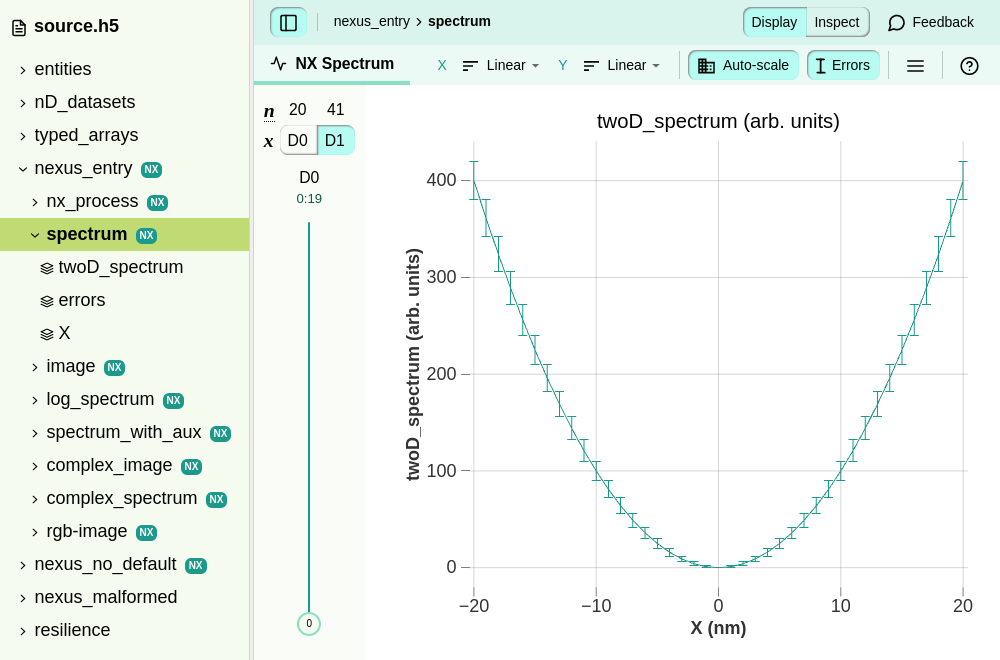 source.h5
entities
nD_datasets
typed_arrays
nexus_entry NX
nx_process NX
spectrum NX
twoD_spectrum
errors
X
image NX
log_spectrum NX
spectrum_with_aux NX
complex_image NX
complex_spectrum NX
rgb-image NX
nexus_no_default NX
nexus_malformed
resilience
nexus_entry > spectrum
Display Inspect Feedback
NX Spectrum X Linear Y Linear Auto-scale Errors
n 20 41
x D0 D1
D0
0:19
0
twoD_spectrum (arb. units)
twoD_spectrum (arb. units)
400
300
200
100
0
−20 −10 0 10 20
X (nm)